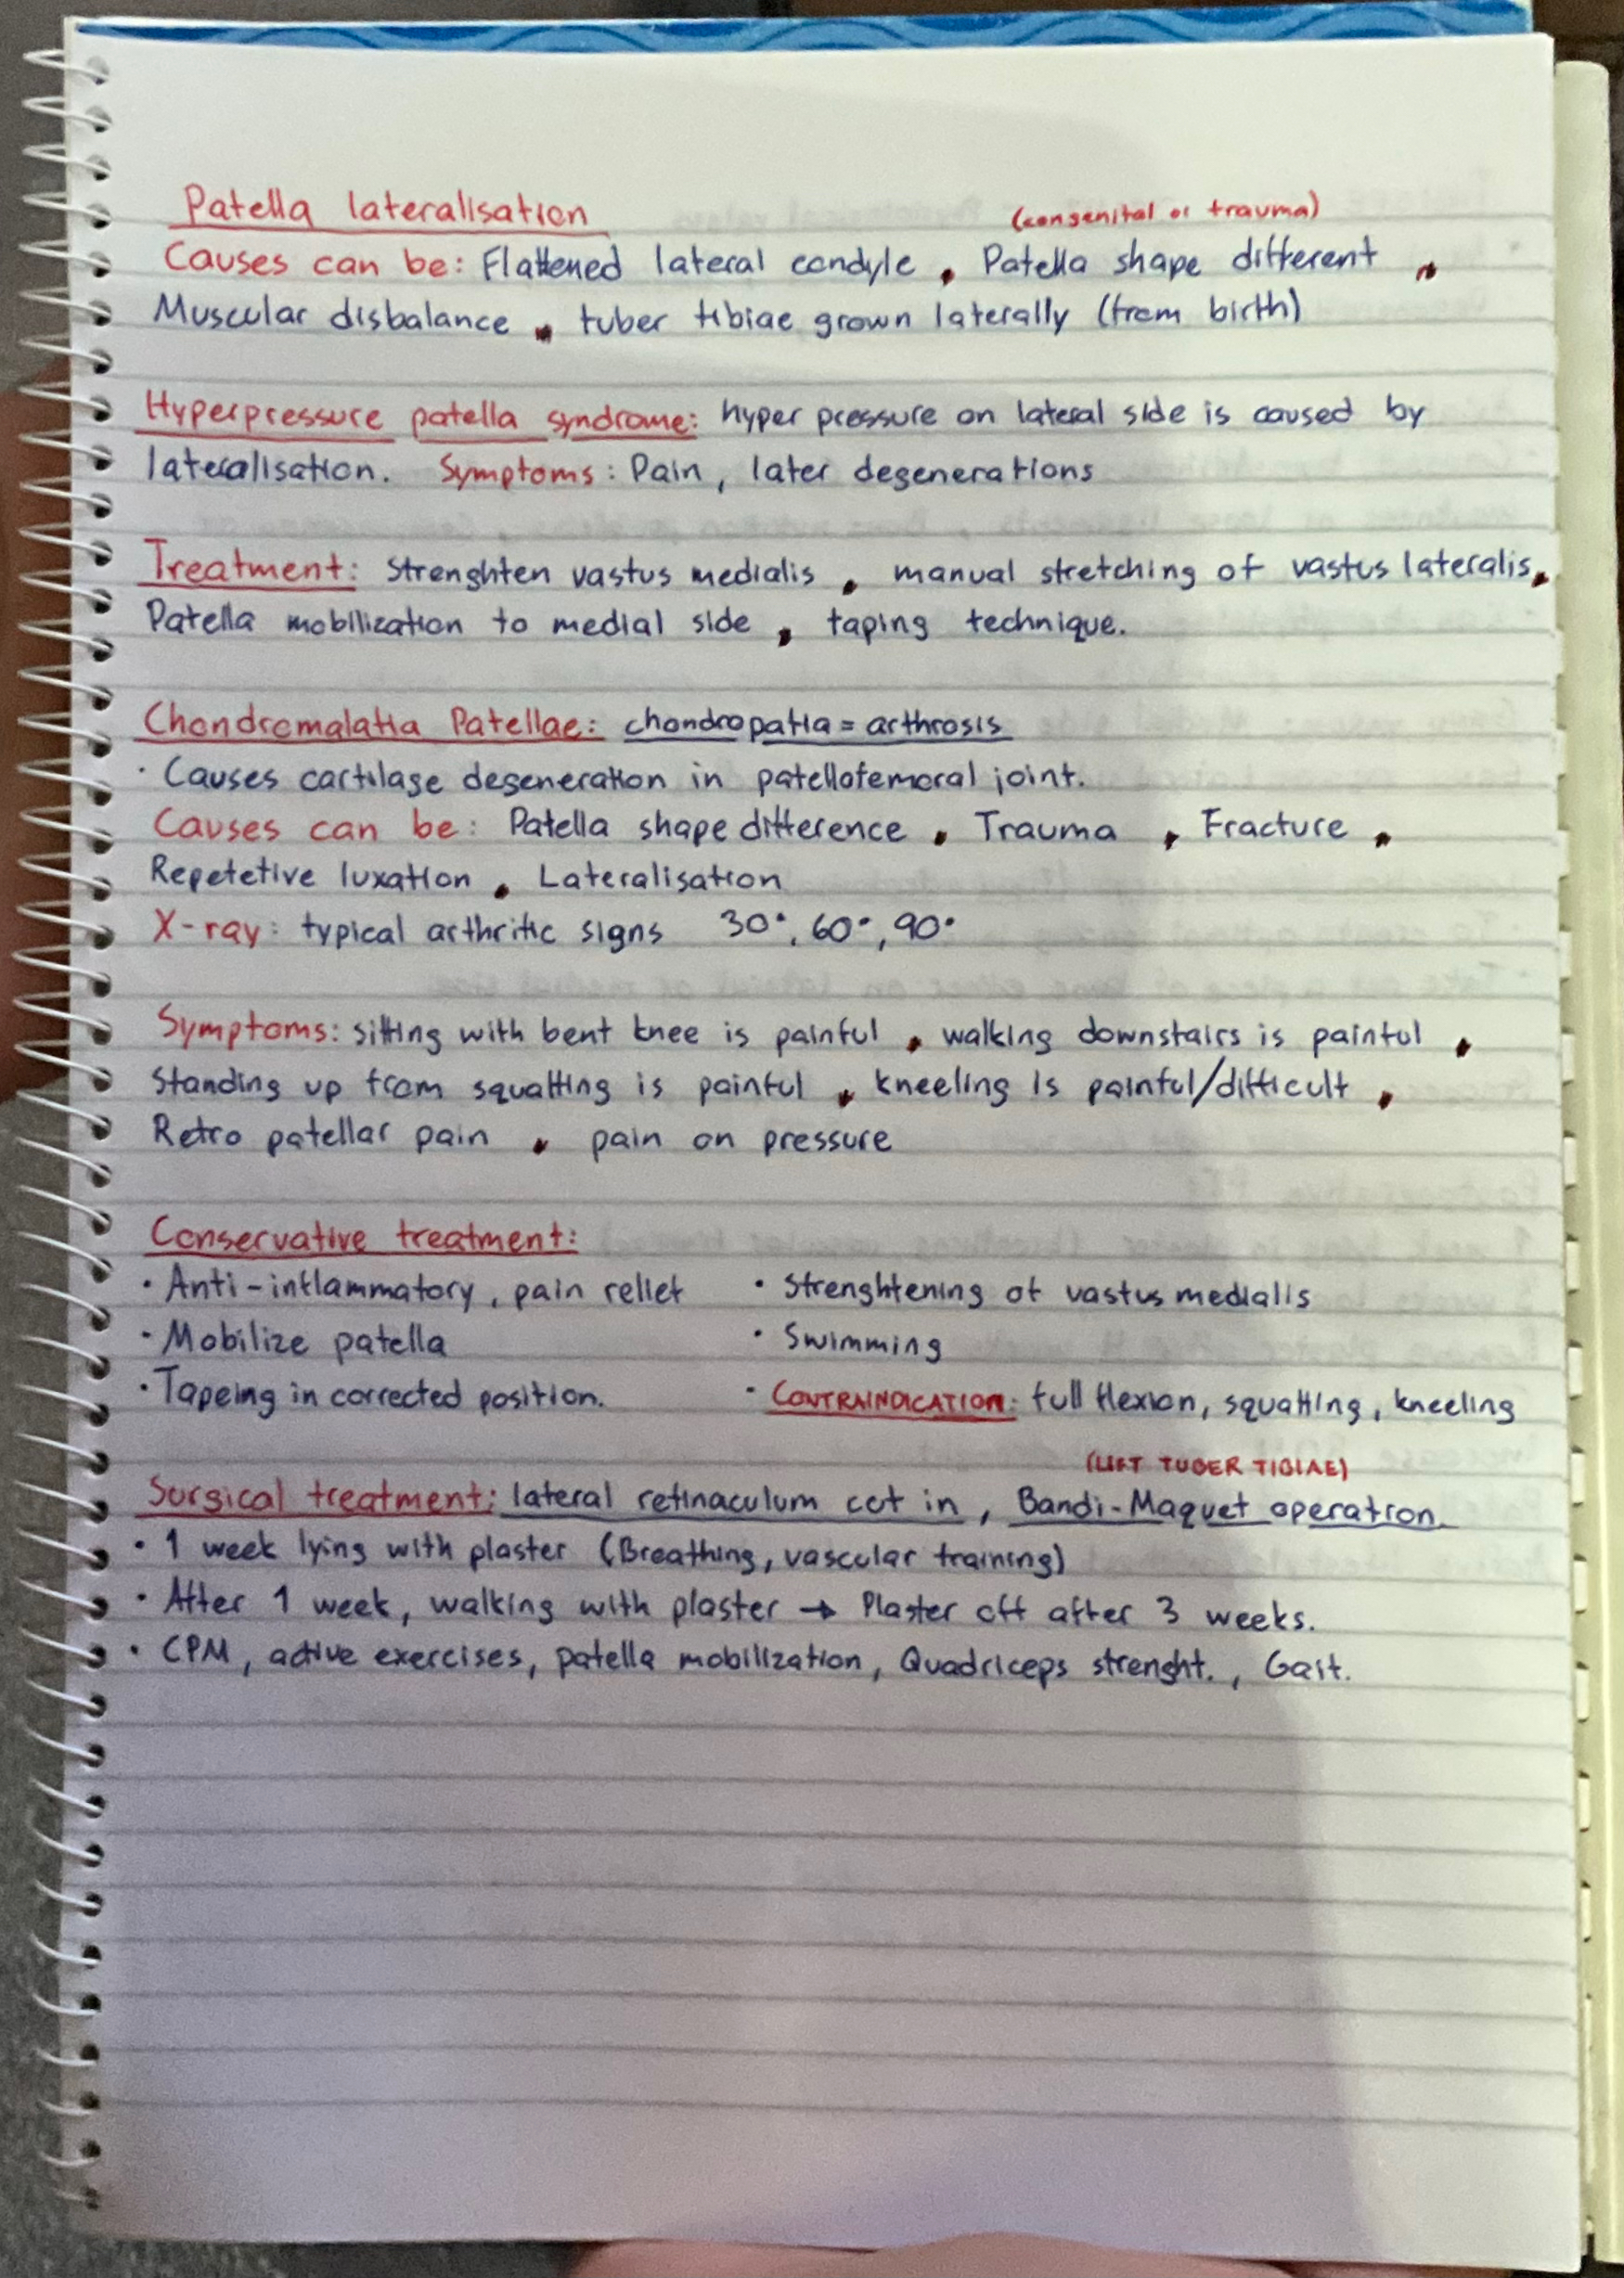 Patella lateralisation
(congenital or trauma)
Causes can be: Flattened lateral condyle . Patella shape different .
Muscular disbalance . tuber tibiae grown laterally (from birth)
Hyperpressure patella syndrome: hyper pressure on lateral side is caused by
lateralisation. Symptoms: Pain, later degenerations
Treatment: Strenghten vastus medialis . manual stretching of vastus lateralis.
Patella mobilization to medial side . taping technique.
Chondromalatia Patellae: chondropatia = arthrosis
· Causes cartilage degeneration in patellofemoral joint.
Causes can be: Patella shape difference . Trauma . Fracture .
Repetetive luxation . Lateralisation
X-ray: typical arthritic signs 30°, 60°, 90°
Symptoms: sitting with bent knee is painful . walking downstairs is painful .
Standing up from squatting is painful . kneeling is painful/difficult .
Retro patellar pain . pain on pressure
Conservative treatment:
· Anti-inflammatory, pain relief · Strenghtening of vastus medialis
· Mobilize patella · Swimming
· Tapeing in corrected position. · CONTRAINDICATION: full flexion, squatting, kneeling
(LIFT TUBER TIBIAE)
Surgical treatment: lateral retinaculum cut in, Bandi-Maquet operation.
· 1 week lying with plaster (Breathing, vascular training)
· After 1 week, walking with plaster → Plaster off after 3 weeks.
· CPM, active exercises, patella mobilization, Quadriceps strenght., Gait.